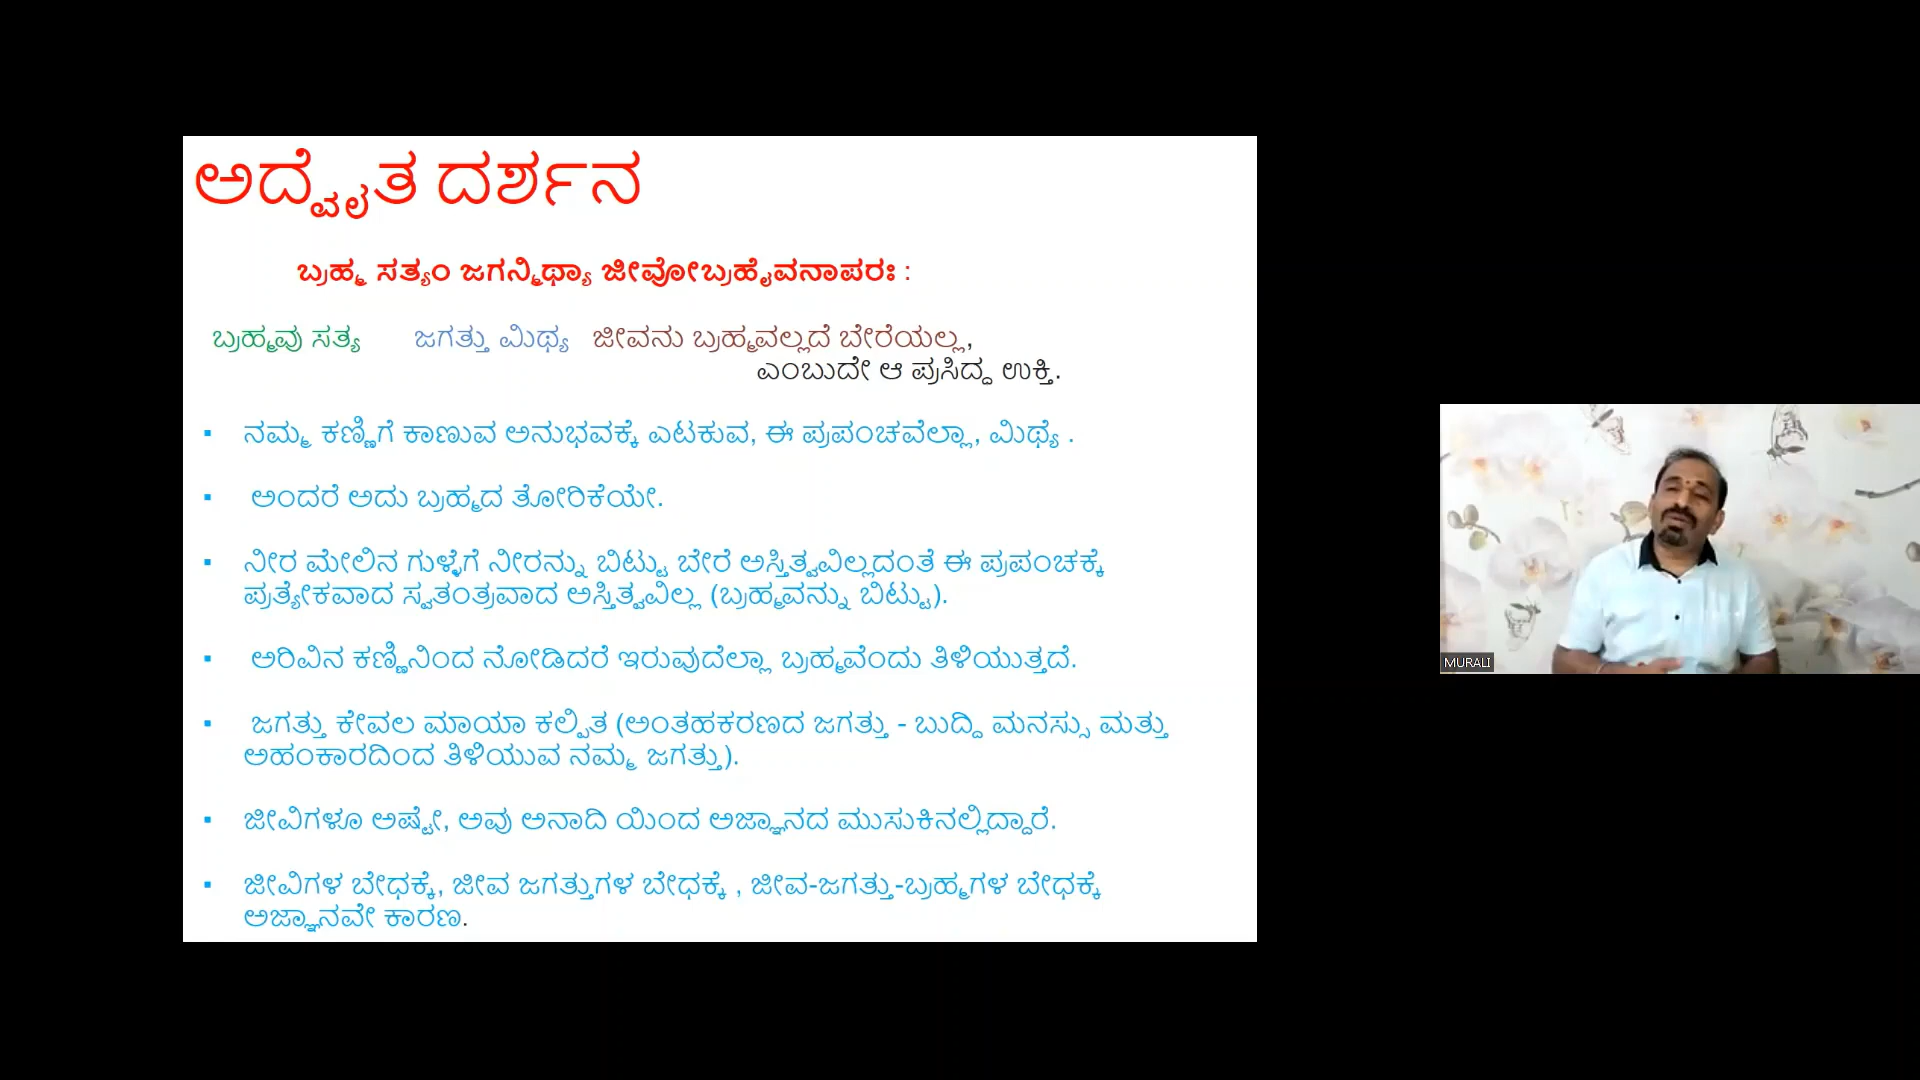 ಅದ್ವೈತ ದರ್ಶನ
ಬ್ರಹ್ಮ ಸತ್ಯಂ ಜಗನ್ಮಿಥ್ಯಾ ಜೀವೋಬ್ರಹೈವನಾಪರಃ :
ಬ್ರಹ್ಮವು ಸತ್ಯ ಜಗತ್ತು ಮಿಥ್ಯ ಜೀವನು ಬ್ರಹ್ಮವಲ್ಲದೆ ಬೇರೆಯಲ್ಲ,
ಎಂಬುದೇ ಆ ಪ್ರಸಿದ್ದ ಉಕ್ತಿ.
▪ ನಮ್ಮ ಕಣ್ಣಿಗೆ ಕಾಣುವ ಅನುಭವಕ್ಕೆ ಎಟಕುವ, ಈ ಪ್ರಪಂಚವೆಲ್ಲಾ, ಮಿಥ್ಯೆ .
▪ ಅಂದರೆ ಅದು ಬ್ರಹ್ಮದ ತೋರಿಕೆಯೇ.
▪ ನೀರ ಮೇಲಿನ ಗುಳ್ಳೆಗೆ ನೀರನ್ನು ಬಿಟ್ಟು ಬೇರೆ ಅಸ್ತಿತ್ವವಿಲ್ಲದಂತೆ ಈ ಪ್ರಪಂಚಕ್ಕೆ
ಪ್ರತ್ಯೇಕವಾದ ಸ್ವತಂತ್ರವಾದ ಅಸ್ತಿತ್ವವಿಲ್ಲ (ಬ್ರಹ್ಮವನ್ನು ಬಿಟ್ಟು).
▪ ಅರಿವಿನ ಕಣ್ಣಿನಿಂದ ನೋಡಿದರೆ ಇರುವುದೆಲ್ಲಾ ಬ್ರಹ್ಮವೆಂದು ತಿಳಿಯುತ್ತದೆ.
▪ ಜಗತ್ತು ಕೇವಲ ಮಾಯಾ ಕಲ್ಪಿತ (ಅಂತಹಕರಣದ ಜಗತ್ತು - ಬುದ್ದಿ ಮನಸ್ಸು ಮತ್ತು
ಅಹಂಕಾರದಿಂದ ತಿಳಿಯುವ ನಮ್ಮ ಜಗತ್ತು).
▪ ಜೀವಿಗಳೂ ಅಷ್ಟೇ, ಅವು ಅನಾದಿ ಯಿಂದ ಅಜ್ಞಾನದ ಮುಸುಕಿನಲ್ಲಿದ್ದಾರೆ.
▪ ಜೀವಿಗಳ ಬೇಧಕ್ಕೆ, ಜೀವ ಜಗತ್ತುಗಳ ಬೇಧಕ್ಕೆ , ಜೀವ-ಜಗತ್ತು-ಬ್ರಹ್ಮಗಳ ಬೇಧಕ್ಕೆ
ಅಜ್ಞಾನವೇ ಕಾರಣ.
MURALI